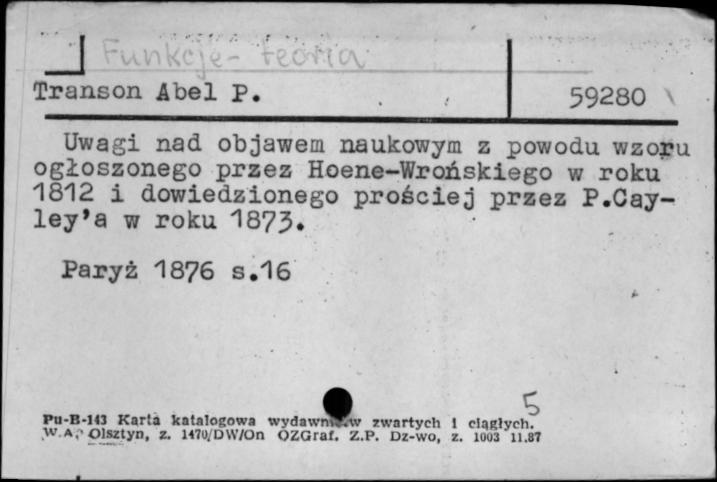 Funkcje - teoria
Transon Abel P.
59280
Uwagi nad objawem naukowym z powodu wzoru
ogłoszonego przez Hoene-Wrońskiego w roku
1812 i dowiedzionego prościej przez P.Cay-
ley'a w roku 1873.
Paryż 1876 s.16
5
Pu-B-143 Karta katalogowa zwartych i ciągłych.
W.A. Olsztyn, z. 1470/DW/On OZGraf. Z.P. Dz-wo, z. 1003 11.87